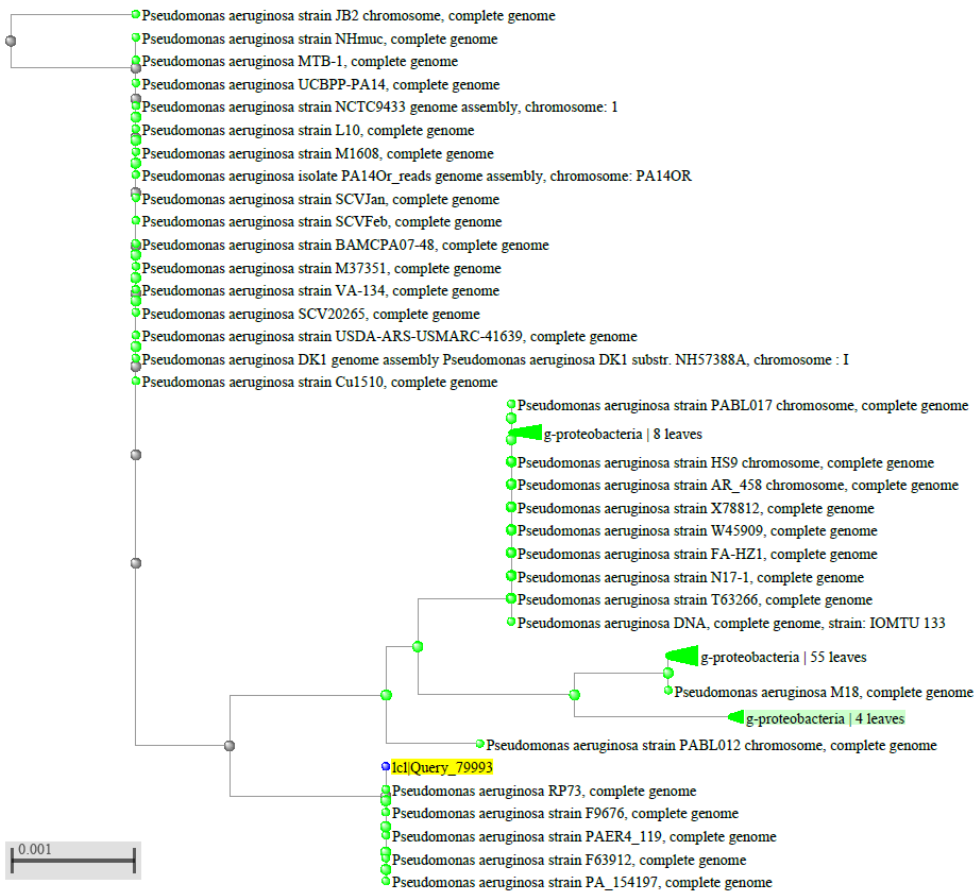 Pseudomonas aeruginosa strain JB2 chromosome, complete genome
Pseudomonas aeruginosa strain NHmuc, complete genome
Pseudomonas aeruginosa MTB-1, complete genome
Pseudomonas aeruginosa UCBPP-PA14, complete genome
Pseudomonas aeruginosa strain NCTC9433 genome assembly, chromosome: 1
Pseudomonas aeruginosa strain L10, complete genome
Pseudomonas aeruginosa strain M1608, complete genome
Pseudomonas aeruginosa isolate PA14Or_reads genome assembly, chromosome: PA14OR
Pseudomonas aeruginosa strain SCVJan, complete genome
Pseudomonas aeruginosa strain SCVFeb, complete genome
Pseudomonas aeruginosa strain BAMCPA07-48, complete genome
Pseudomonas aeruginosa strain M37351, complete genome
Pseudomonas aeruginosa strain VA-134, complete genome
Pseudomonas aeruginosa SCV20265, complete genome
Pseudomonas aeruginosa strain USDA-ARS-USMARC-41639, complete genome
Pseudomonas aeruginosa DK1 genome assembly Pseudomonas aeruginosa DK1 substr. NH57388A, chromosome : I
Pseudomonas aeruginosa strain Cu1510, complete genome
Pseudomonas aeruginosa strain PABL017 chromosome, complete genome
g-proteobacteria | 8 leaves
Pseudomonas aeruginosa strain HS9 chromosome, complete genome
Pseudomonas aeruginosa strain AR_458 chromosome, complete genome
Pseudomonas aeruginosa strain X78812, complete genome
Pseudomonas aeruginosa strain W45909, complete genome
Pseudomonas aeruginosa strain FA-HZ1, complete genome
Pseudomonas aeruginosa strain N17-1, complete genome
Pseudomonas aeruginosa strain T63266, complete genome
Pseudomonas aeruginosa DNA, complete genome, strain: IOMTU 133
g-proteobacteria | 55 leaves
Pseudomonas aeruginosa M18, complete genome
g-proteobacteria | 4 leaves
Pseudomonas aeruginosa strain PABL012 chromosome, complete genome
lcl|Query_79993
Pseudomonas aeruginosa RP73, complete genome
Pseudomonas aeruginosa strain F9676, complete genome
Pseudomonas aeruginosa strain PAER4_119, complete genome
Pseudomonas aeruginosa strain F63912, complete genome
Pseudomonas aeruginosa strain PA_154197, complete genome
0.001